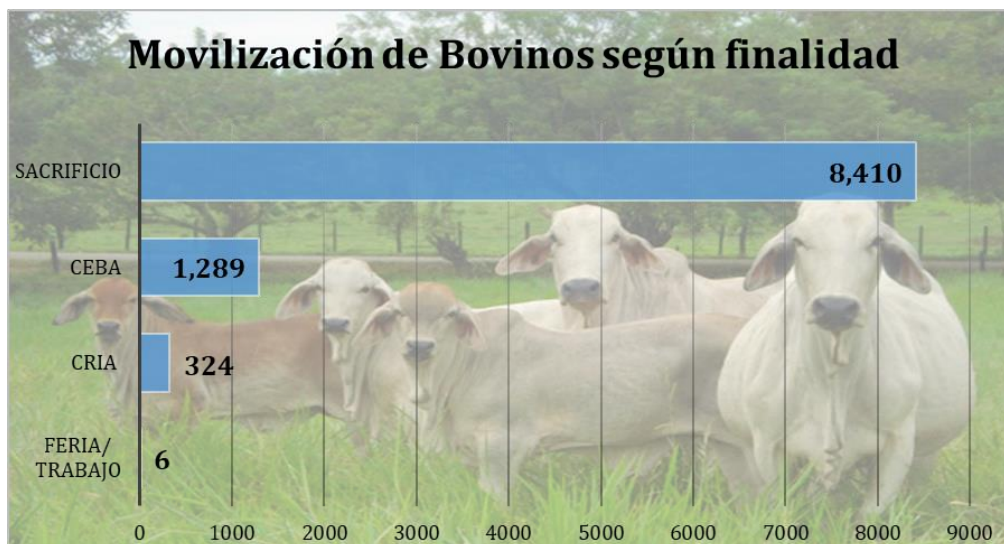 Movilización de Bovinos según finalidad
SACRIFICIO
8,410
CEBA
1,289
CRIA
324
FERIA/
TRABAJO
6
0 1000 2000 3000 4000 5000 6000 7000 8000 9000